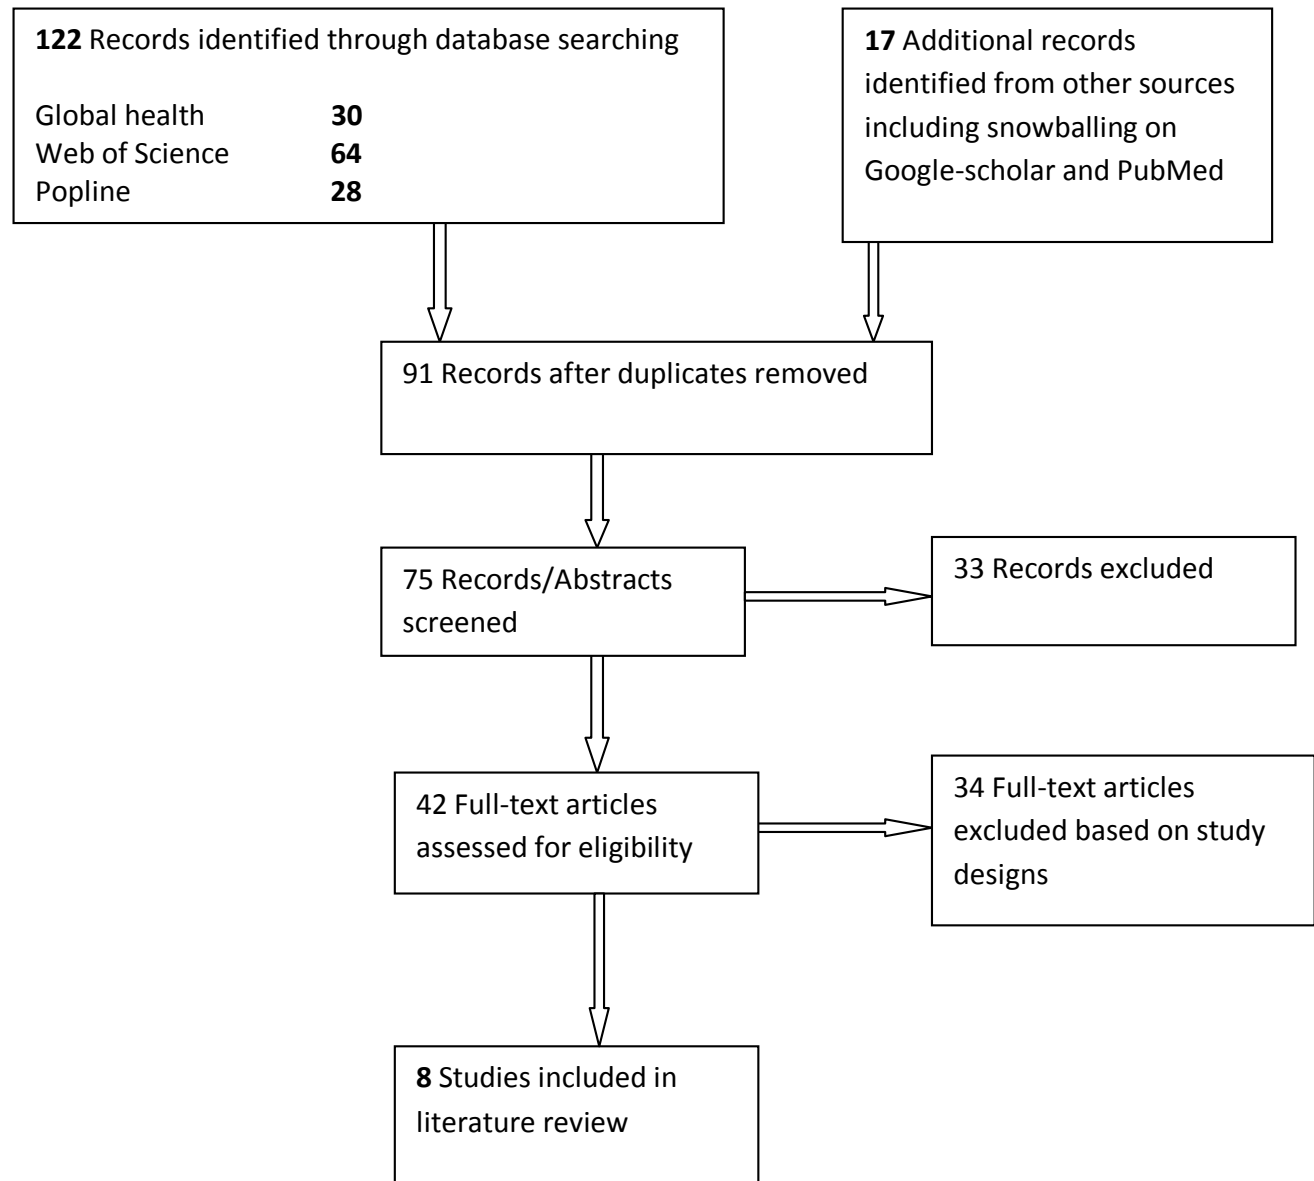 122 Records identified through database searching
Global health 30
Web of Science 64
Popline 28
17 Additional records
identified from other sources
including snowballing on
Google-scholar and PubMed
91 Records after duplicates removed
75 Records/Abstracts
screened
33 Records excluded
42 Full-text articles
assessed for eligibility
34 Full-text articles
excluded based on study
designs
8 Studies included in
literature review